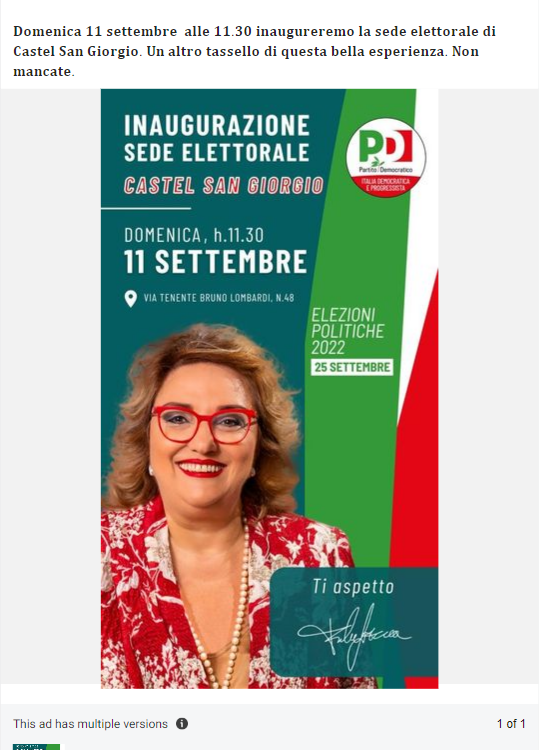 Domenica 11 settembre alle 11.30 inaugureremo la sede elettorale di
Castel San Giorgio. Un altro tassello di questa bella esperienza. Non
mancate.
INAUGURAZIONE
SEDE ELETTORALE
CASTEL SAN GIORGIO
PD
Partito Democratico
ITALIA DEMOCRATICA
E PROGRESSISTA
DOMENICA, h.11.30
11 SETTEMBRE
VIA TENENTE BRUNO LOMBARDI, N.48
ELEZIONI
POLITICHE
2022
25 SETTEMBRE
Ti aspetto
This ad has multiple versions
1 of 1